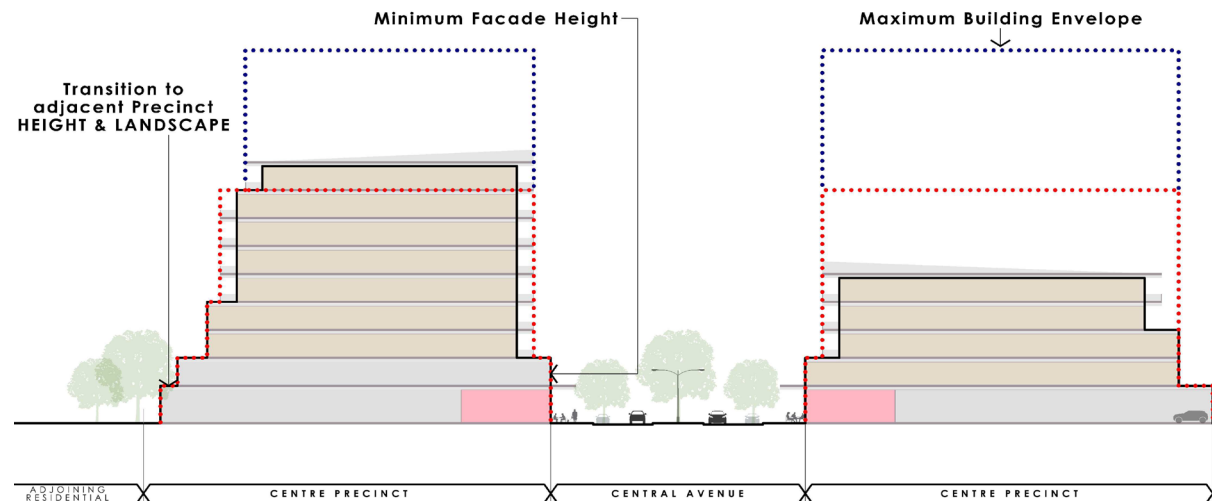 Minimum Facade Height
Maximum Building Envelope
Transition to
adjacent Precinct
HEIGHT & LANDSCAPE
ADJOINING
RESIDENTIAL
CENTRE PRECINCT
CENTRAL AVENUE
CENTRE PRECINCT